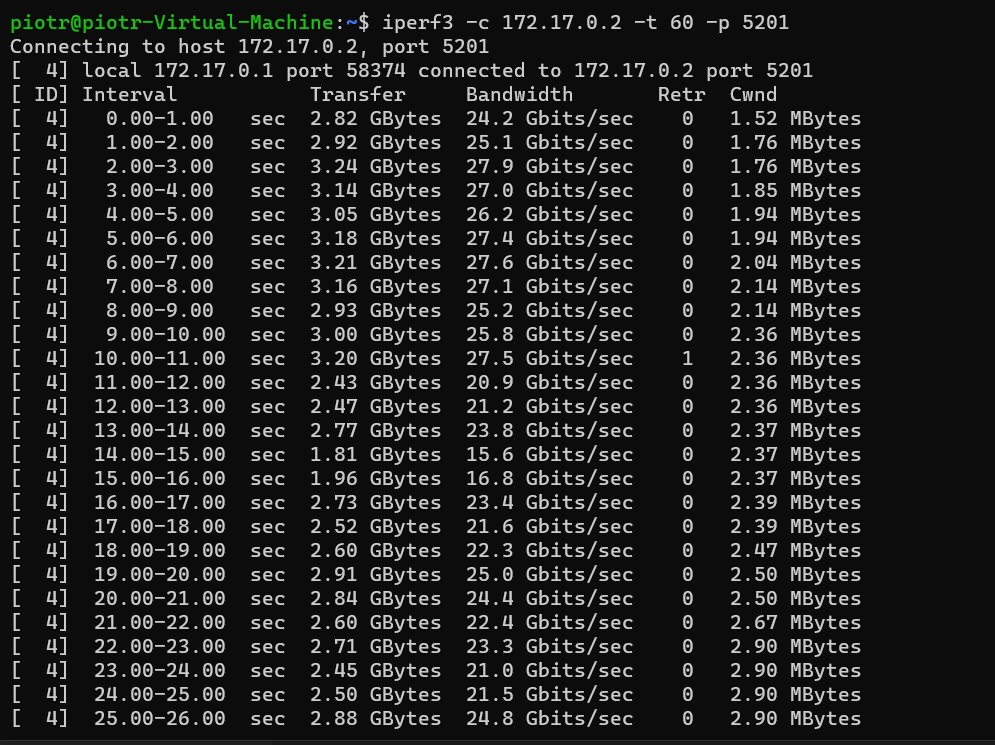 piotr@piotr-Virtual-Machine:~$ iperf3 -c 172.17.0.2 -t 60 -p 5201
Connecting to host 172.17.0.2, port 5201
[  4] local 172.17.0.1 port 58374 connected to 172.17.0.2 port 5201
[ ID] Interval           Transfer     Bandwidth       Retr  Cwnd
[  4]   0.00-1.00   sec  2.82 GBytes  24.2 Gbits/sec    0   1.52 MBytes
[  4]   1.00-2.00   sec  2.92 GBytes  25.1 Gbits/sec    0   1.76 MBytes
[  4]   2.00-3.00   sec  3.24 GBytes  27.9 Gbits/sec    0   1.76 MBytes
[  4]   3.00-4.00   sec  3.14 GBytes  27.0 Gbits/sec    0   1.85 MBytes
[  4]   4.00-5.00   sec  3.05 GBytes  26.2 Gbits/sec    0   1.94 MBytes
[  4]   5.00-6.00   sec  3.18 GBytes  27.4 Gbits/sec    0   1.94 MBytes
[  4]   6.00-7.00   sec  3.21 GBytes  27.6 Gbits/sec    0   2.04 MBytes
[  4]   7.00-8.00   sec  3.16 GBytes  27.1 Gbits/sec    0   2.14 MBytes
[  4]   8.00-9.00   sec  2.93 GBytes  25.2 Gbits/sec    0   2.14 MBytes
[  4]   9.00-10.00  sec  3.00 GBytes  25.8 Gbits/sec    0   2.36 MBytes
[  4]  10.00-11.00  sec  3.20 GBytes  27.5 Gbits/sec    1   2.36 MBytes
[  4]  11.00-12.00  sec  2.43 GBytes  20.9 Gbits/sec    0   2.36 MBytes
[  4]  12.00-13.00  sec  2.47 GBytes  21.2 Gbits/sec    0   2.36 MBytes
[  4]  13.00-14.00  sec  2.77 GBytes  23.8 Gbits/sec    0   2.37 MBytes
[  4]  14.00-15.00  sec  1.81 GBytes  15.6 Gbits/sec    0   2.37 MBytes
[  4]  15.00-16.00  sec  1.96 GBytes  16.8 Gbits/sec    0   2.37 MBytes
[  4]  16.00-17.00  sec  2.73 GBytes  23.4 Gbits/sec    0   2.39 MBytes
[  4]  17.00-18.00  sec  2.52 GBytes  21.6 Gbits/sec    0   2.39 MBytes
[  4]  18.00-19.00  sec  2.60 GBytes  22.3 Gbits/sec    0   2.47 MBytes
[  4]  19.00-20.00  sec  2.91 GBytes  25.0 Gbits/sec    0   2.50 MBytes
[  4]  20.00-21.00  sec  2.84 GBytes  24.4 Gbits/sec    0   2.50 MBytes
[  4]  21.00-22.00  sec  2.60 GBytes  22.4 Gbits/sec    0   2.67 MBytes
[  4]  22.00-23.00  sec  2.71 GBytes  23.3 Gbits/sec    0   2.90 MBytes
[  4]  23.00-24.00  sec  2.45 GBytes  21.0 Gbits/sec    0   2.90 MBytes
[  4]  24.00-25.00  sec  2.50 GBytes  21.5 Gbits/sec    0   2.90 MBytes
[  4]  25.00-26.00  sec  2.88 GBytes  24.8 Gbits/sec    0   2.90 MBytes